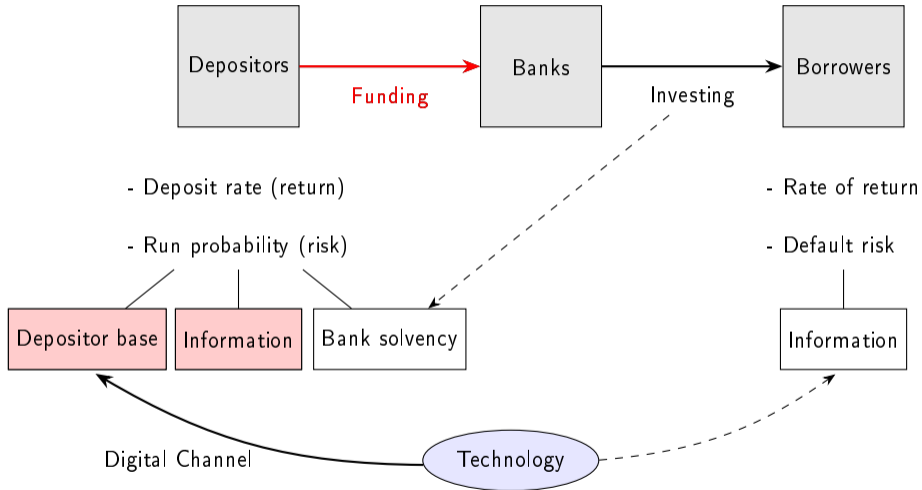 Depositors
Banks
Borrowers
Funding
Investing
- Deposit rate (return)
- Rate of return
- Run probability (risk)
- Default risk
Depositor base
Information
Bank solvency
Information
Digital Channel
Technology